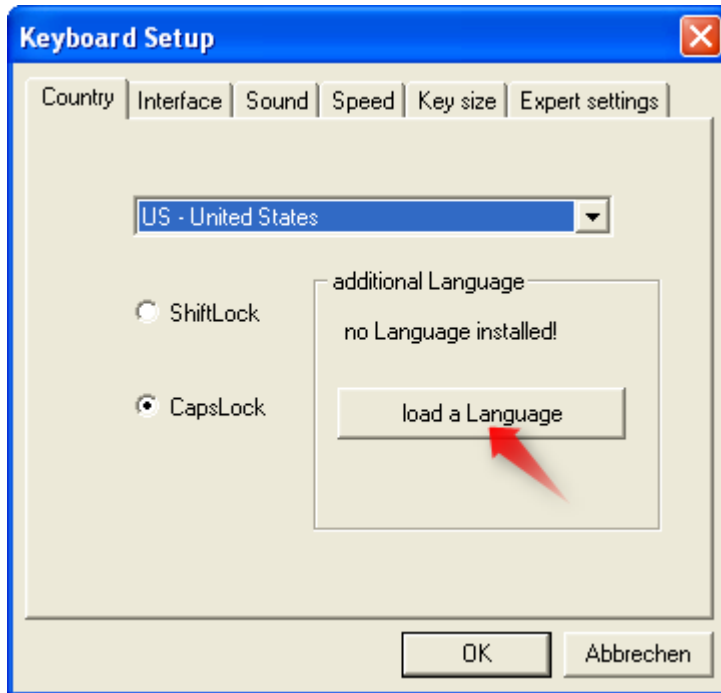 Keyboard Setup
Country Interface Sound Speed Key size Expert settings
US - United States
additional Language
ShiftLock
no Language installed!
CapsLock
load a Language
OK Abbrechen